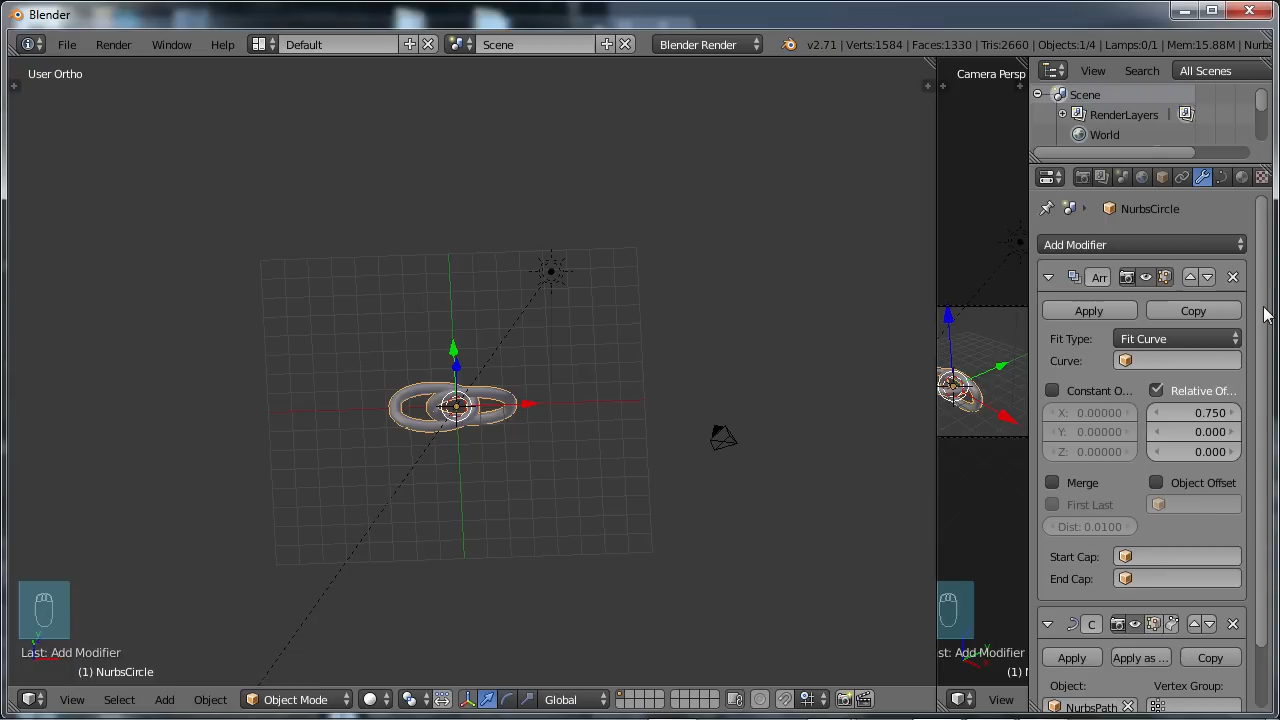 Blender
File Render Window Help Default Scene Blender Render v2.71 | Verts:1584 | Faces:1330 | Tris:2660 | Objects:1/4 | Lamps:0/1 | Mem:15.88M | Nurbs
User Ortho
Camera Persp
View Search All Scenes
Scene
RenderLayers
World
NurbsCircle
Add Modifier
Arr
Apply Copy
Fit Type: Fit Curve
Curve:
Constant O... Relative Of...
X: 0.00000 0.750
Y: 0.00000 0.000
Z: 0.00000 0.000
Merge Object Offset
First Last
Dist: 0.0100
Start Cap:
End Cap:
C
Apply Apply as ... Copy
Object: Vertex Group:
NurbsPath
Last: Add Modifier
(1) NurbsCircle
Last: Add Modifier
(1) N
View Select Add Object Object Mode Global View